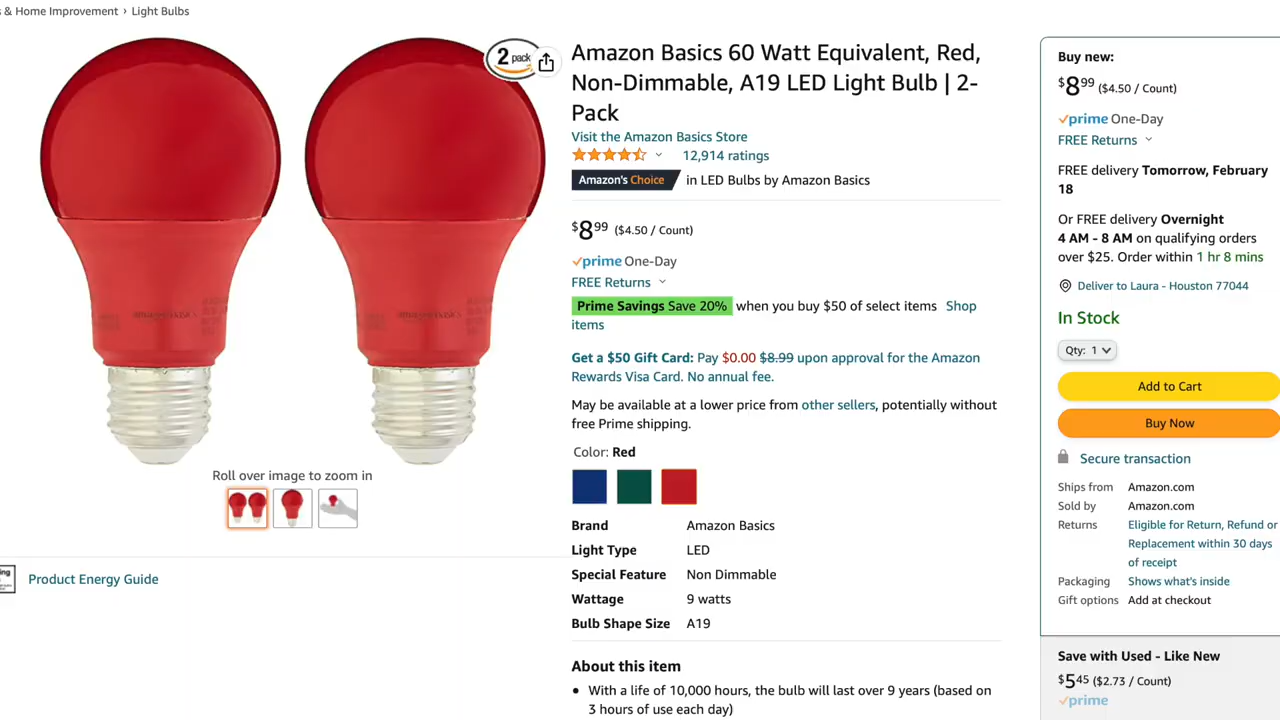 s & Home Improvement › Light Bulbs
2 pack
Amazon Basics 60 Watt Equivalent, Red,
Non-Dimmable, A19 LED Light Bulb | 2-
Pack
Visit the Amazon Basics Store
12,914 ratings
Amazon's Choice in LED Bulbs by Amazon Basics
$8.99 ($4.50 / Count)
prime One-Day
FREE Returns
Prime Savings Save 20% when you buy $50 of select items Shop
items
Get a $50 Gift Card: Pay $0.00 $8.99 upon approval for the Amazon
Rewards Visa Card. No annual fee.
May be available at a lower price from other sellers, potentially without
free Prime shipping.
Color: Red
Roll over image to zoom in
Brand Amazon Basics
Light Type LED
Special Feature Non Dimmable
Wattage 9 watts
Bulb Shape Size A19
Product Energy Guide
About this item
• With a life of 10,000 hours, the bulb will last over 9 years (based on
3 hours of use each day)
Buy new:
$8.99 ($4.50 / Count)
prime One-Day
FREE Returns
FREE delivery Tomorrow, February
18
Or FREE delivery Overnight
4 AM - 8 AM on qualifying orders
over $25. Order within 1 hr 8 mins
Deliver to Laura - Houston 77044
In Stock
Qty: 1
Add to Cart
Buy Now
Secure transaction
Ships from Amazon.com
Sold by Amazon.com
Returns Eligible for Return, Refund or
Replacement within 30 days
of receipt
Packaging Shows what's inside
Gift options Add at checkout
Save with Used - Like New
$5.45 ($2.73 / Count)
prime